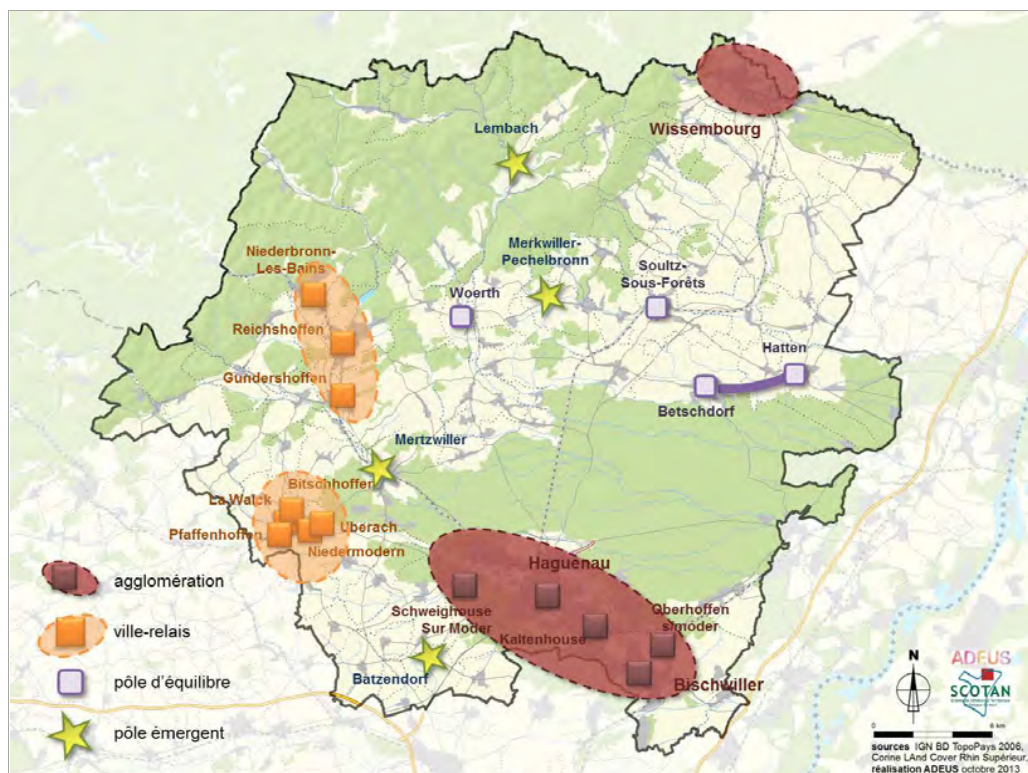 Lembach
Wissembourg
Merkwiller-
Pechelbronn
Niederbronn-
Les-Bains
Soultz-
Sous-Forêts
Woerth
Reichshoffen
Hatten
Gundershoffen
Betschdorf
Mertzwiller
Bitschhoffen
La Walck
Uberach
Pfaffenhoffen
Niedermodern
Haguenau
Schweighouse
Sur Moder
Oberhoffen
s/moder
Kaltenhouse
Bischwiller
Batzendorf
agglomération
ville-relais
pôle d'équilibre
pôle émergent
N
ADEUS
SCOTAN
0 6 km
sources IGN BD TopoPays 2006,
Corine LAnd Cover Rhin Supérieur,
réalisation ADEUS octobre 2013